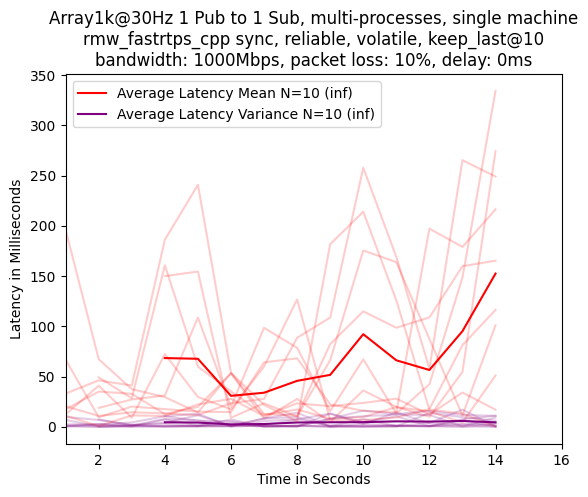 Array1k@30Hz 1 Pub to 1 Sub, multi-processes, single machine
rmw_fastrtps_cpp sync, reliable, volatile, keep_last@10
bandwidth: 1000Mbps, packet loss: 10%, delay: 0ms
Average Latency Mean N=10 (inf)
Average Latency Variance N=10 (inf)
Latency in Milliseconds
350
300
250
200
150
100
50
0
2 4 6 8 10 12 14 16
Time in Seconds